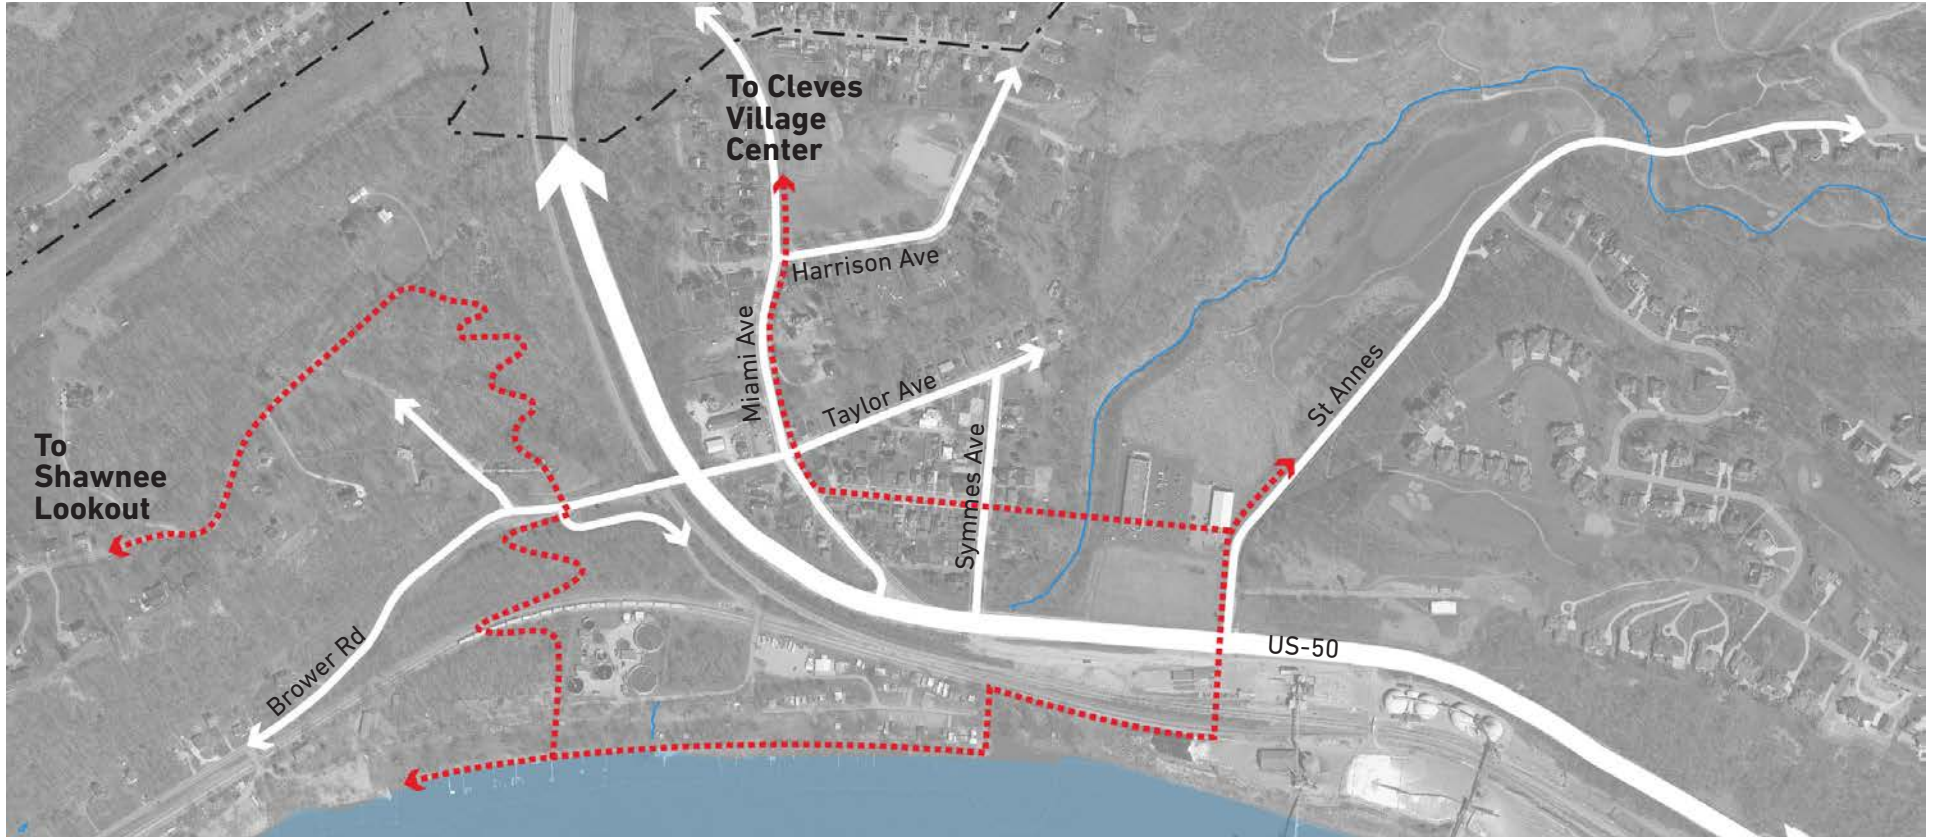 To Cleves
Village
Center
Harrison Ave
Miami Ave
Taylor Ave
St Annes
To
Shawnee
Lookout
Symmes Ave
Brower Rd
US-50